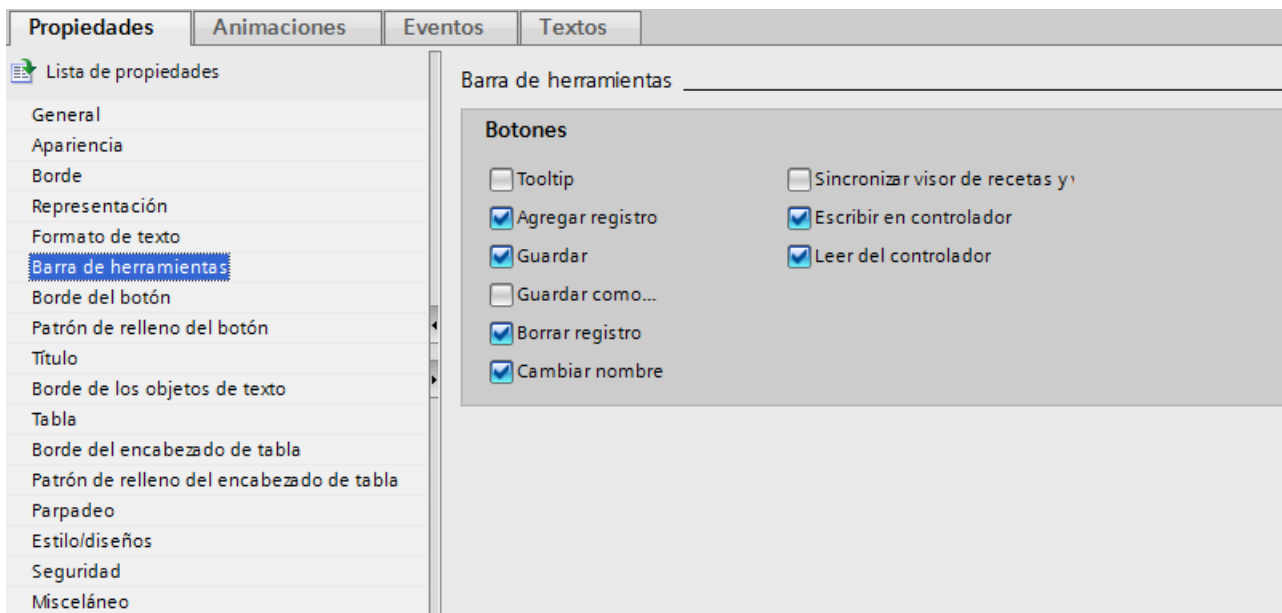 Propiedades
Animaciones
Eventos
Textos
Lista de propiedades
General
Apariencia
Borde
Representación
Formato de texto
Barra de herramientas
Borde del botón
Patrón de relleno del botón
Título
Borde de los objetos de texto
Tabla
Borde del encabezado de tabla
Patrón de relleno del encabezado de tabla
Parpadeo
Estilo/diseños
Seguridad
Misceláneo
Barra de herramientas
Botones
Tooltip
Agregar registro
Guardar
Guardar como...
Borrar registro
Cambiar nombre
Sincronizar visor de recetas y
Escribir en controlador
Leer del controlador